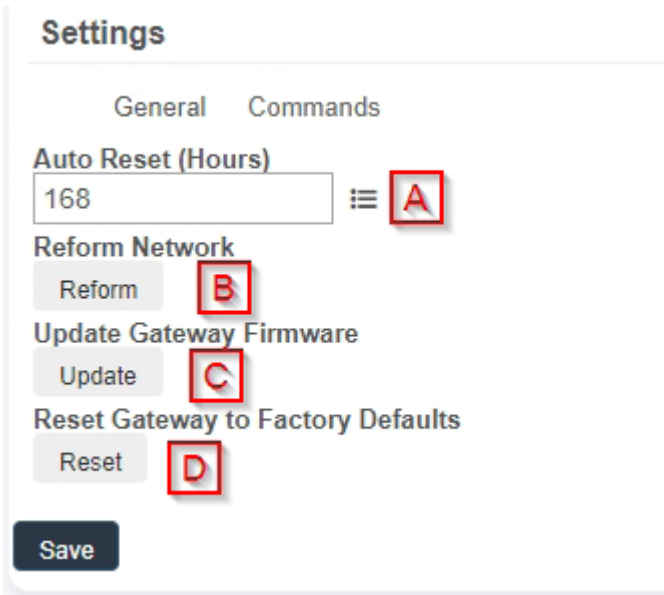 Settings
General Commands
Auto Reset (Hours)
168 A
Reform Network
Reform B
Update Gateway Firmware
Update C
Reset Gateway to Factory Defaults
Reset D
Save